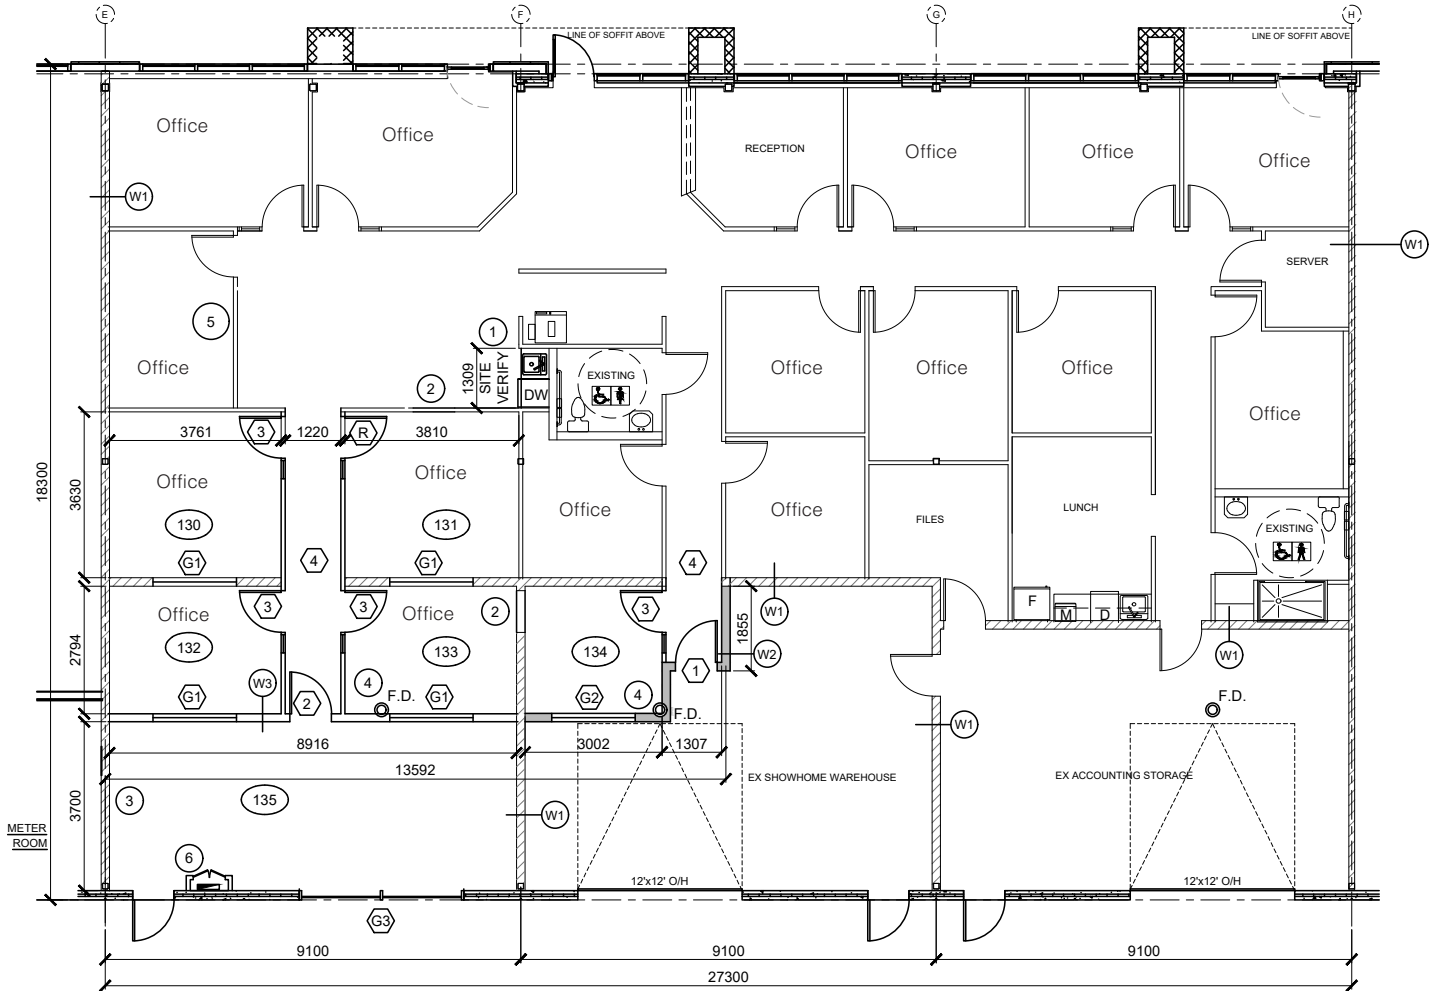 E
F
G
H
LINE OF SOFFIT ABOVE
LINE OF SOFFIT ABOVE
Office
Office
RECEPTION
Office
Office
Office
W1
W1
SERVER
5
1
Office
1309
SITE
VERIFY
DW
EXISTING
2
Office
Office
Office
Office
3761
3
1220
R
3810
18300
3630
Office
130
G1
Office
131
G1
4
Office
4
Office
FILES
LUNCH
EXISTING
F
M
D
W1
W1
2794
Office
132
G1
3
3
Office
2
133
G1
4
F.D.
W3
2
134
3
G2
4
F.D.
1
1855
W2
F.D.
8916
3002
1307
13592
W1
EX SHOWHOME WAREHOUSE
EX ACCOUNTING STORAGE
3700
3
135
W1
METER
ROOM
6
12'x12' O/H
12'x12' O/H
G3
9100
9100
9100
27300